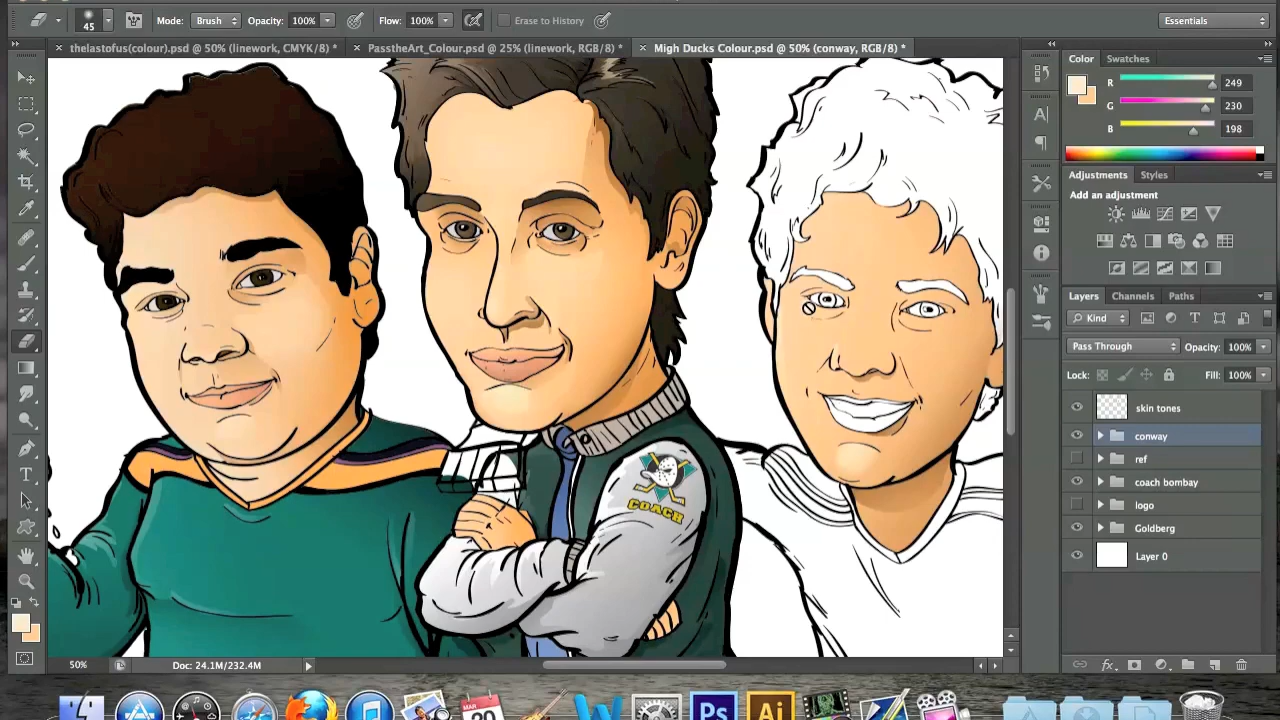 45 Mode: Brush Opacity: 100% Flow: 100% Erase to History Essentials
thelastofus(colour).psd @ 50% (linework, CMYK/8) * PasstheArt_Colour.psd @ 25% (linework, RGB/8) * Migh Ducks Colour.psd @ 50% (conway, RGB/8) *
Color Swatches
R 249
G 230
B 198
Adjustments Styles
Add an adjustment
Layers Channels Paths
Kind
Pass Through Opacity: 100%
Lock: Fill: 100%
skin tones
conway
ref
coach bombay
logo
Goldberg
Layer 0
COACH
50% Doc: 24.1M/232.4M
Ps Ai